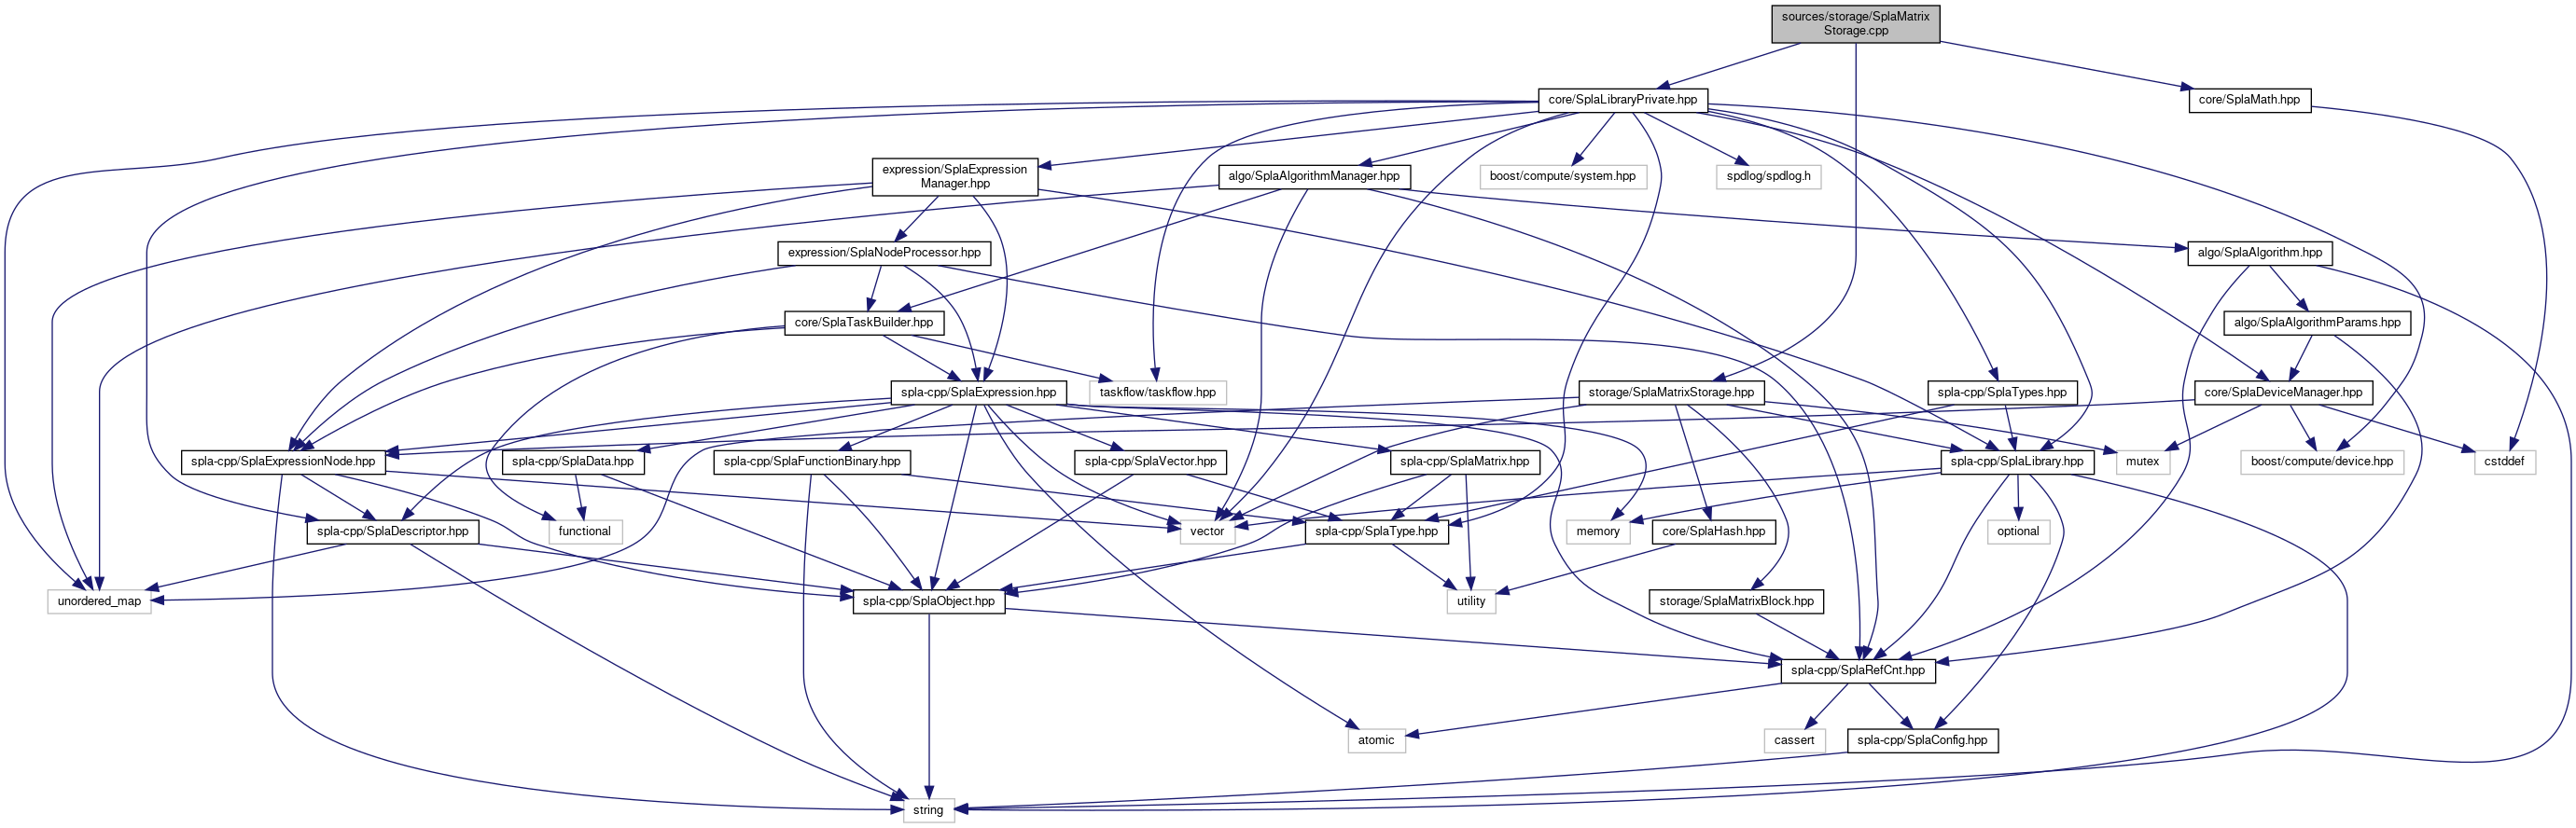 sources/storage/SplaMatrix
Storage.cpp
core/SplaLibraryPrivate.hpp
core/SplaMath.hpp
expression/SplaExpression
Manager.hpp
algo/SplaAlgorithmManager.hpp
boost/compute/system.hpp
spdlog/spdlog.h
expression/SplaNodeProcessor.hpp
algo/SplaAlgorithm.hpp
core/SplaTaskBuilder.hpp
algo/SplaAlgorithmParams.hpp
spla-cpp/SplaExpression.hpp
taskflow/taskflow.hpp
storage/SplaMatrixStorage.hpp
spla-cpp/SplaTypes.hpp
core/SplaDeviceManager.hpp
spla-cpp/SplaExpressionNode.hpp
spla-cpp/SplaData.hpp
spla-cpp/SplaFunctionBinary.hpp
spla-cpp/SplaVector.hpp
spla-cpp/SplaMatrix.hpp
spla-cpp/SplaLibrary.hpp
mutex
boost/compute/device.hpp
cstddef
spla-cpp/SplaDescriptor.hpp
functional
vector
spla-cpp/SplaType.hpp
memory
core/SplaHash.hpp
optional
unordered_map
spla-cpp/SplaObject.hpp
utility
storage/SplaMatrixBlock.hpp
spla-cpp/SplaRefCnt.hpp
atomic
cassert
spla-cpp/SplaConfig.hpp
string